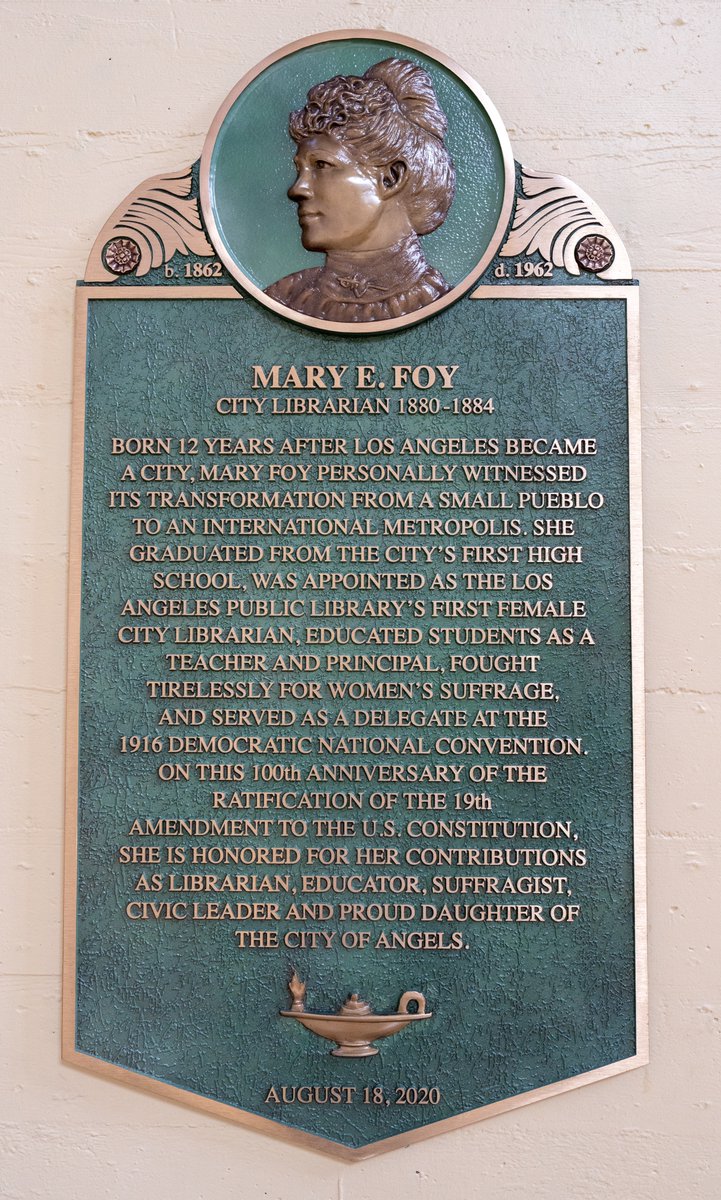 b. 1862
d. 1962
MARY E. FOY
CITY LIBRARIAN 1880-1884
BORN 12 YEARS AFTER LOS ANGELES BECAME
A CITY, MARY FOY PERSONALLY WITNESSED
ITS TRANSFORMATION FROM A SMALL PUEBLO
TO AN INTERNATIONAL METROPOLIS. SHE
GRADUATED FROM THE CITY'S FIRST HIGH
SCHOOL, WAS APPOINTED AS THE LOS
ANGELES PUBLIC LIBRARY'S FIRST FEMALE
CITY LIBRARIAN, EDUCATED STUDENTS AS A
TEACHER AND PRINCIPAL, FOUGHT
TIRELESSLY FOR WOMEN'S SUFFRAGE,
AND SERVED AS A DELEGATE AT THE
1916 DEMOCRATIC NATIONAL CONVENTION.
ON THIS 100th ANNIVERSARY OF THE
RATIFICATION OF THE 19th
AMENDMENT TO THE U.S. CONSTITUTION,
SHE IS HONORED FOR HER CONTRIBUTIONS
AS LIBRARIAN, EDUCATOR, SUFFRAGIST,
CIVIC LEADER AND PROUD DAUGHTER OF
THE CITY OF ANGELS.
AUGUST 18, 2020